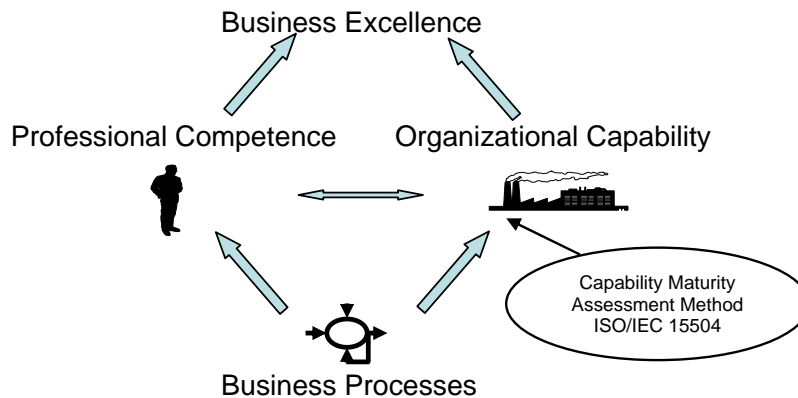 Business Excellence
Professional Competence
Organizational Capability
Capability Maturity
Assessment Method
ISO/IEC 15504
Business Processes